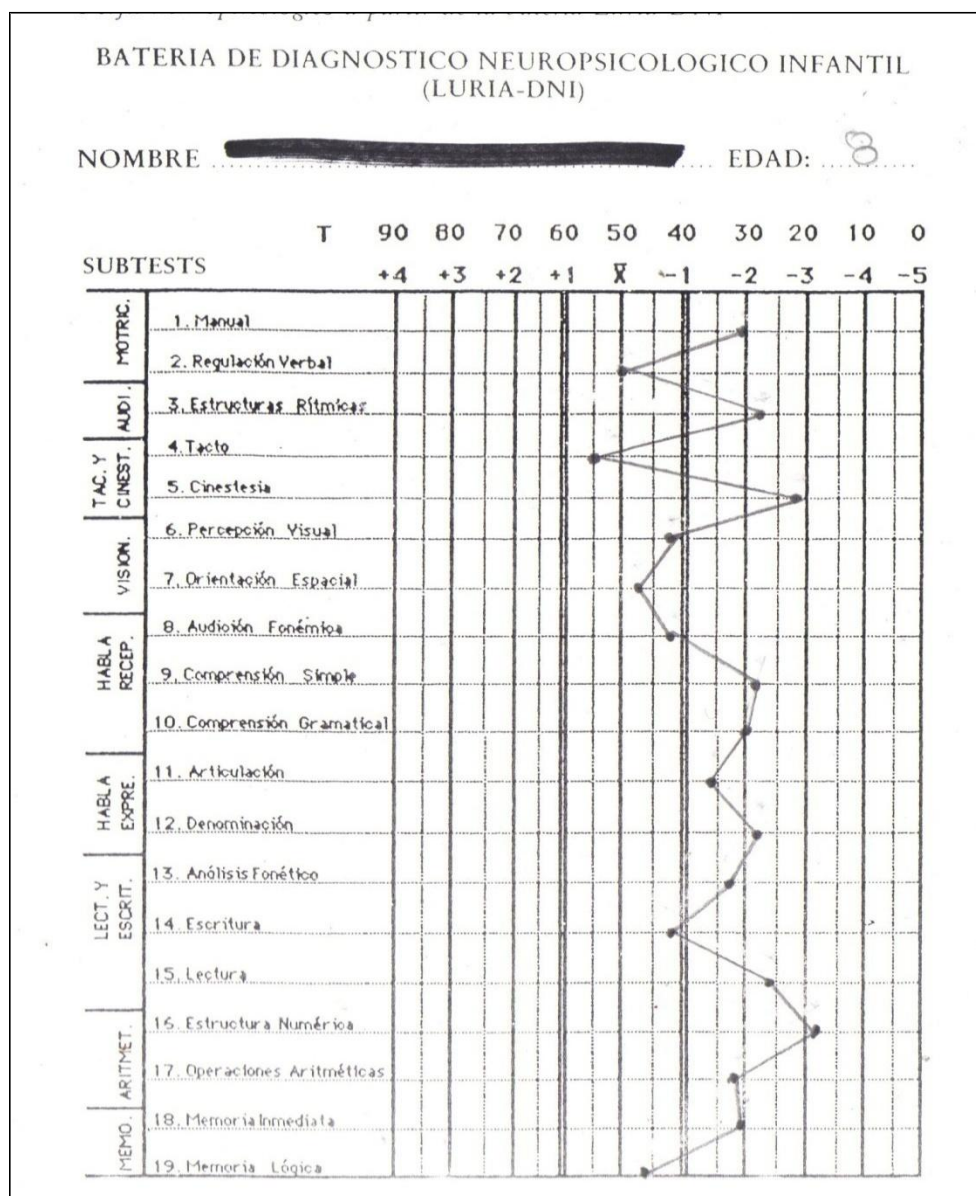 BATERIA DE DIAGNOSTICO NEUROPSICOLOGICO INFANTIL
(LURIA-DNI)
NOMBRE EDAD: 8
T 90 80 70 60 50 40 30 20 10 0
SUBTESTS +4 +3 +2 +1 X̄ -1 -2 -3 -4 -5
MOTRIC.
1. Manual
2. Regulación Verbal
AUDI.
3. Estructuras Rítmicas
TAC. Y
CINEST.
4. Tacto
5. Cinestesia
VISION.
6. Percepción Visual
7. Orientación Espacial
HABLA
RECEP.
8. Audición Fonémica
9. Comprensión Simple
10. Comprensión Gramatical
HABLA
EXPRE.
11. Articulación
12. Denominación
LECT. Y
ESCRIT.
13. Análisis Fonético
14. Escritura
15. Lectura
ARITMET.
16. Estructura Numérica
17. Operaciones Aritméticas
MEMO.
18. Memoria Inmediata
19. Memoria Lógica